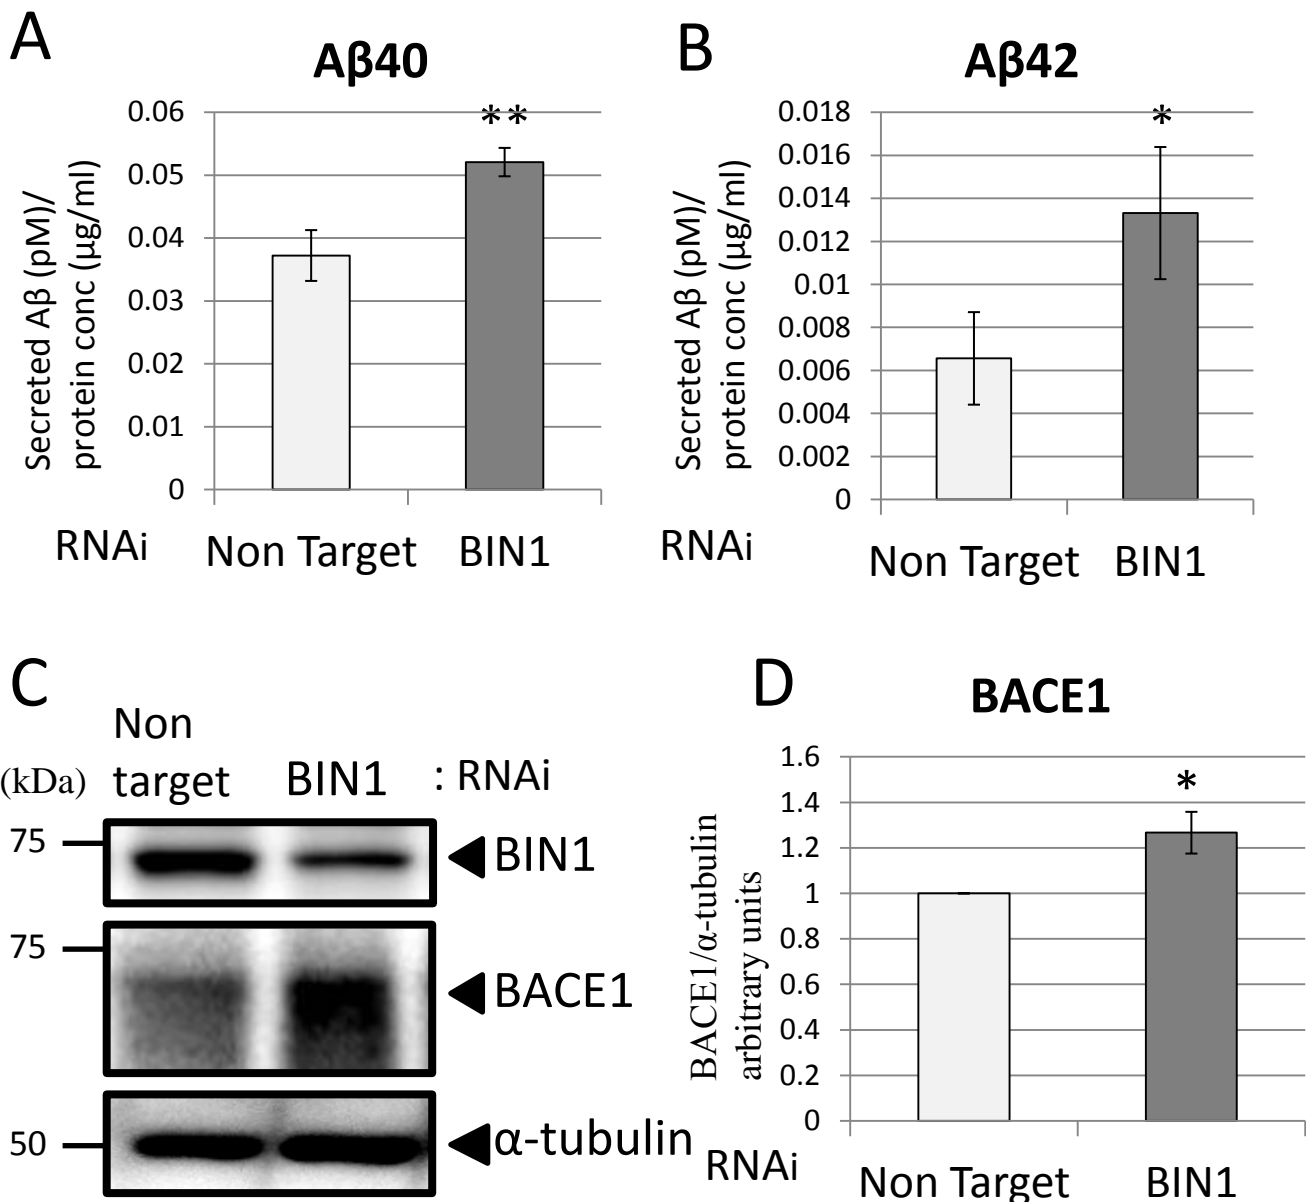 A
Aβ40
**
0.06
0.05
0.04
0.03
0.02
0.01
0
Secreted Aβ (pM)/
protein conc (μg/ml)
RNAi
Non Target
BIN1
B
Aβ42
*
0.018
0.016
0.014
0.012
0.01
0.008
0.006
0.004
0.002
0
Secreted Aβ (pM)/
protein conc (μg/ml)
RNAi
Non Target
BIN1
C
Non
target
BIN1
: RNAi
(kDa)
75
BIN1
75
BACE1
50
α-tubulin
D
BACE1
*
1.6
1.4
1.2
1
0.8
0.6
0.4
0.2
0
BACE1/α-tubulin
arbitrary units
RNAi
Non Target
BIN1